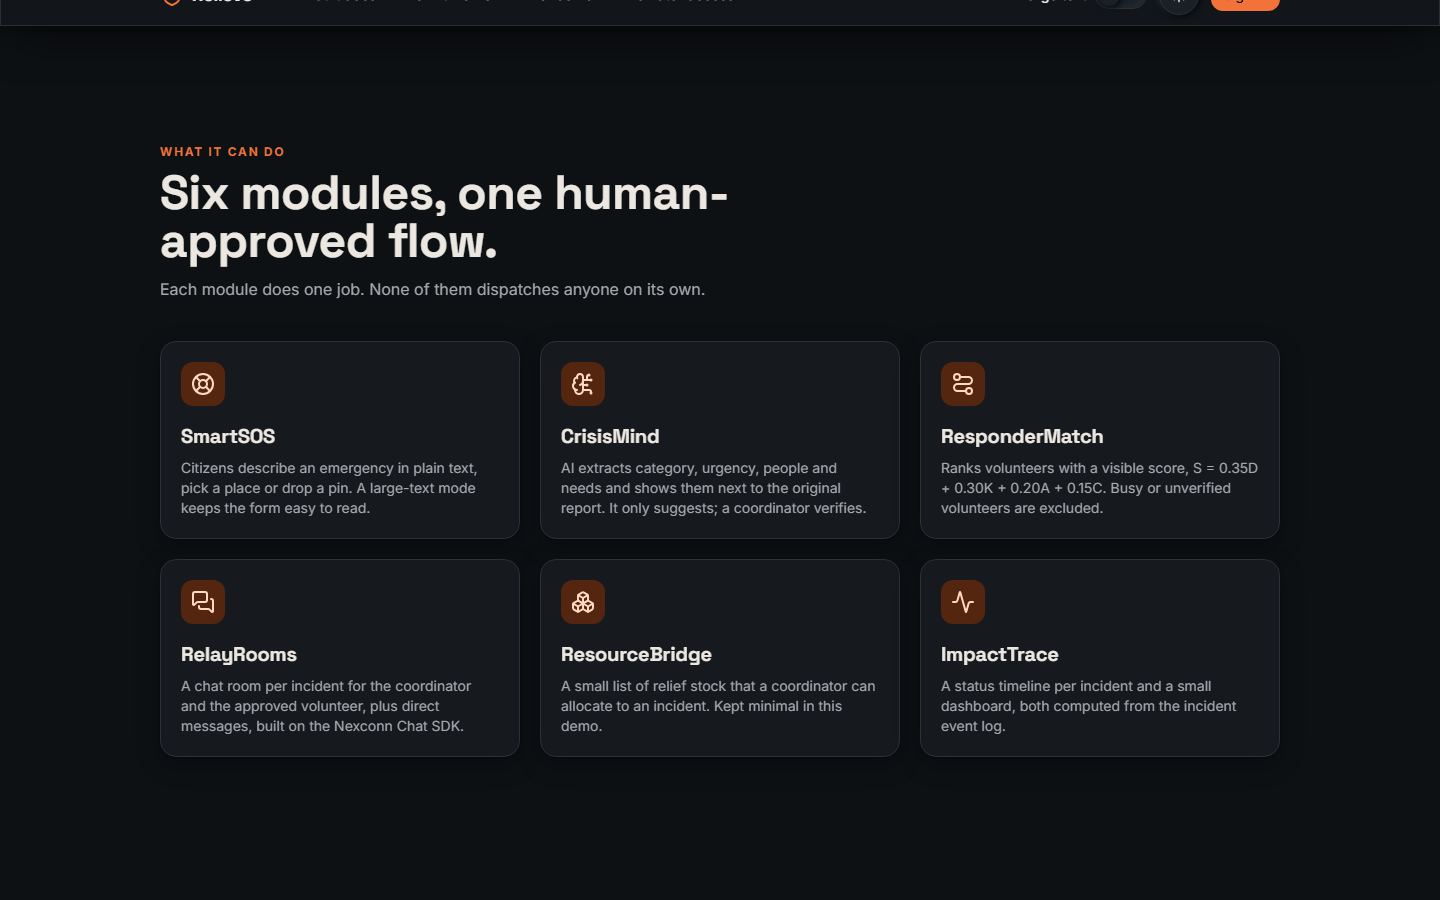 WHAT IT CAN DO
Six modules, one human-
approved flow.
Each module does one job. None of them dispatches anyone on its own.
SmartSOS
Citizens describe an emergency in plain text,
pick a place or drop a pin. A large-text mode
keeps the form easy to read.
CrisisMind
AI extracts category, urgency, people and
needs and shows them next to the original
report. It only suggests; a coordinator verifies.
ResponderMatch
Ranks volunteers with a visible score, S = 0.35D
+ 0.30K + 0.20A + 0.15C. Busy or unverified
volunteers are excluded.
RelayRooms
A chat room per incident for the coordinator
and the approved volunteer, plus direct
messages, built on the Nexconn Chat SDK.
ResourceBridge
A small list of relief stock that a coordinator can
allocate to an incident. Kept minimal in this
demo.
ImpactTrace
A status timeline per incident and a small
dashboard, both computed from the incident
event log.